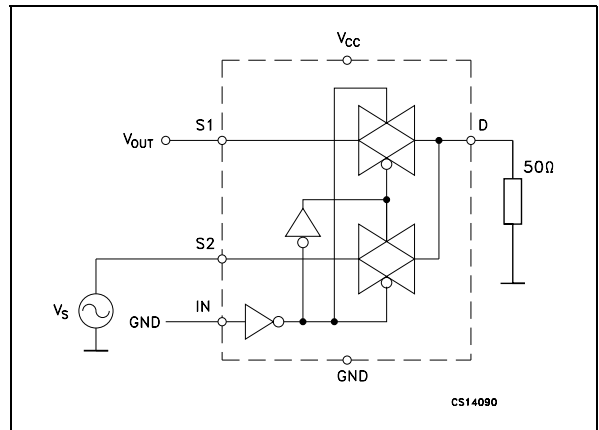 VCC
S1
D
VOUT
50Ω
S2
IN
VS
GND
GND
CS14090